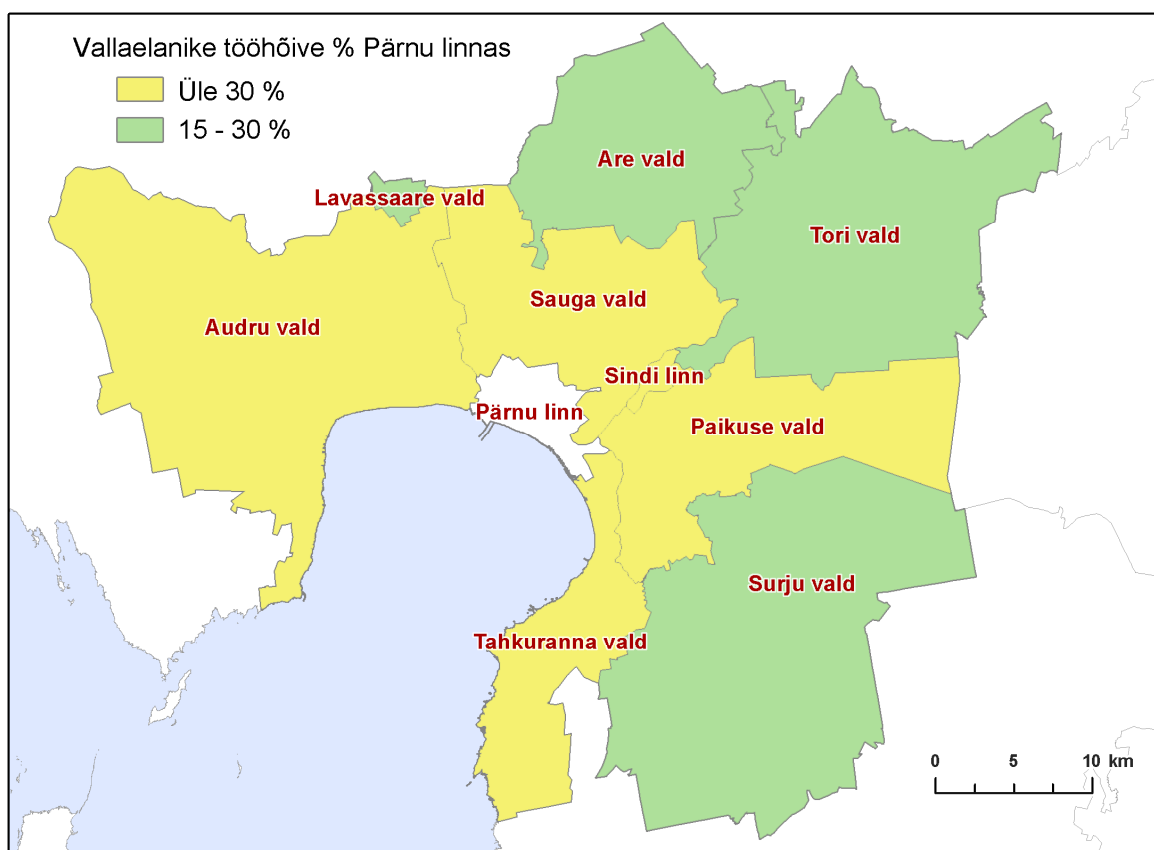 Vallaelanike tööhõive % Pärnu linnas
Üle 30 %
15 - 30 %
Are vald
Lavassaare vald
Tori vald
Sauga vald
Audru vald
Sindi linn
Pärnu linn
Paikuse vald
Surju vald
Tahkuranna vald
0 5 10 km